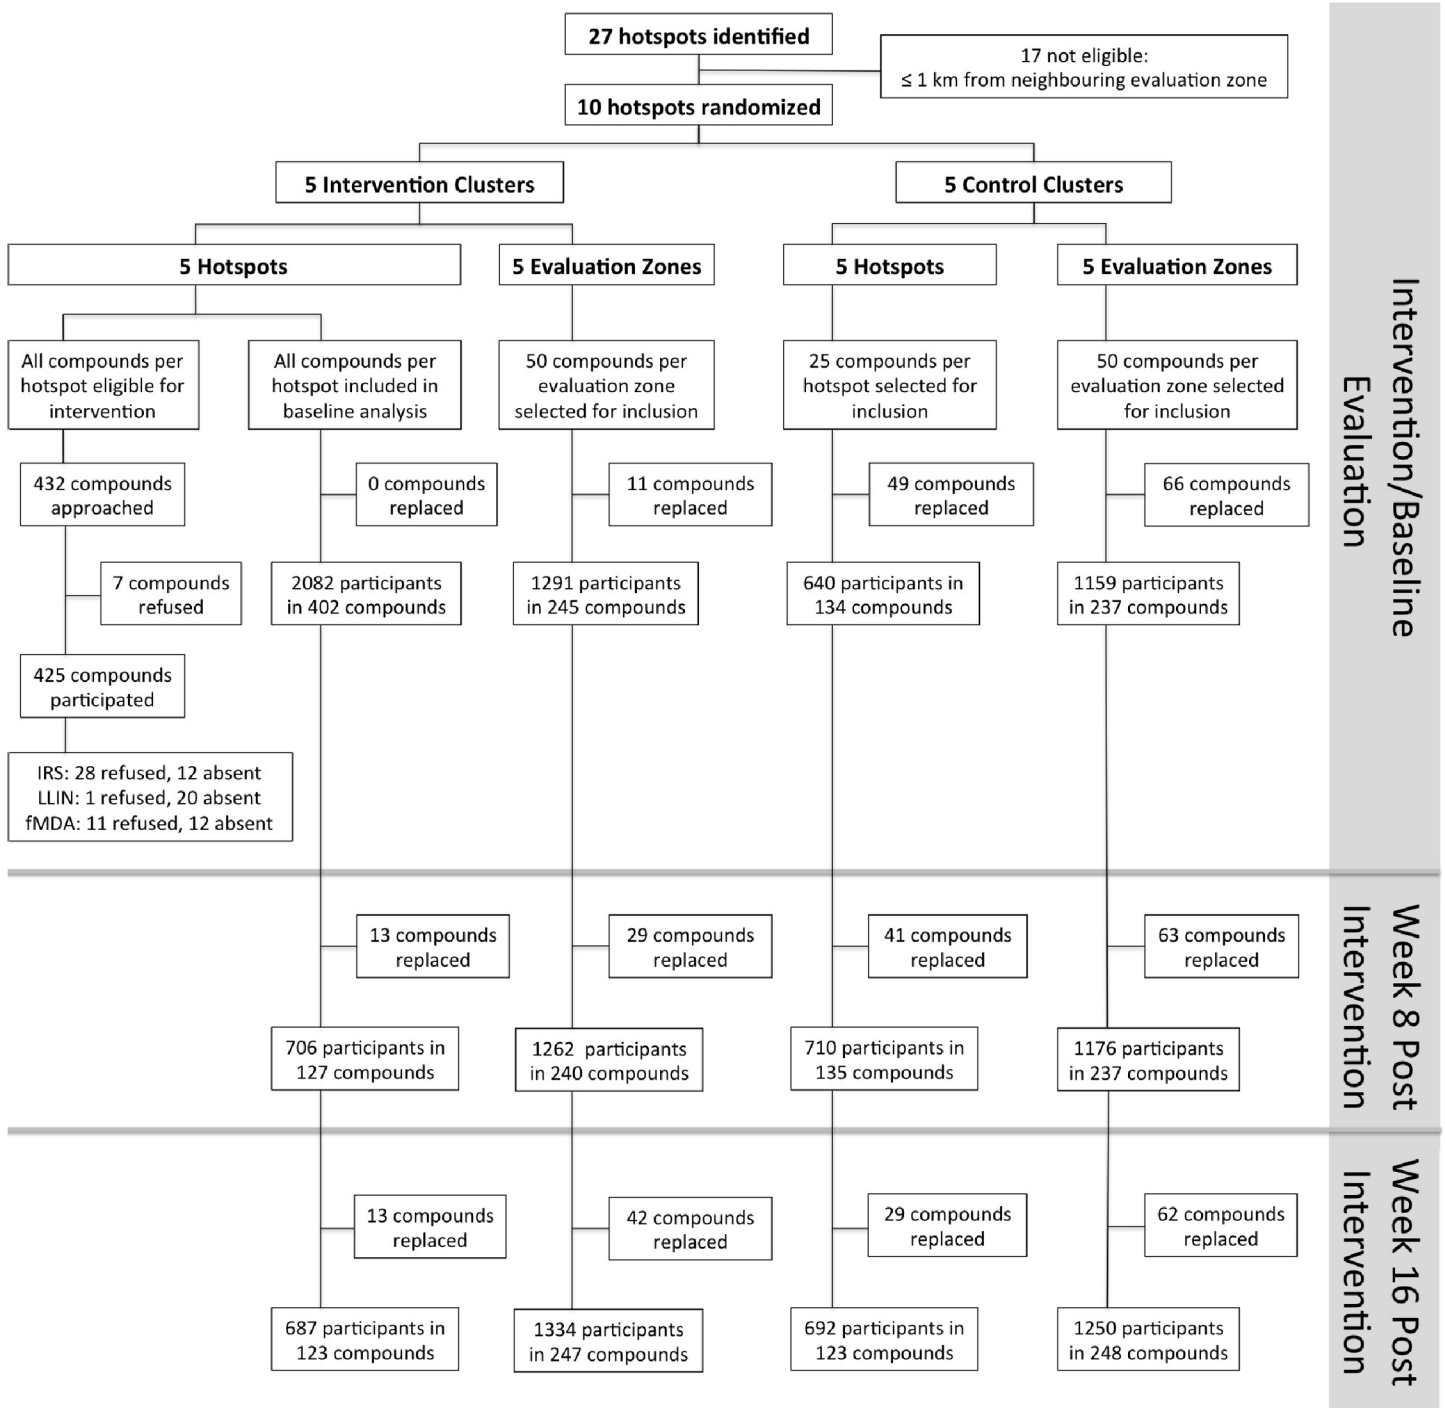 27 hotspots identified
17 not eligible:
≤ 1 km from neighbouring evaluation zone
10 hotspots randomized
5 Intervention Clusters
5 Control Clusters
5 Hotspots
5 Evaluation Zones
5 Hotspots
5 Evaluation Zones
All compounds per
hotspot eligible for
intervention
All compounds per
hotspot included in
baseline analysis
50 compounds per
evaluation zone
selected for inclusion
25 compounds per
hotspot selected for
inclusion
50 compounds per
evaluation zone selected
for inclusion
432 compounds
approached
0 compounds
replaced
11 compounds
replaced
49 compounds
replaced
66 compounds
replaced
7 compounds
refused
2082 participants
in 402 compounds
1291 participants
in 245 compounds
640 participants in
134 compounds
1159 participants
in 237 compounds
425 compounds
participated
IRS: 28 refused, 12 absent
LLIN: 1 refused, 20 absent
fMDA: 11 refused, 12 absent
Intervention/Baseline
Evaluation
13 compounds
replaced
29 compounds
replaced
41 compounds
replaced
63 compounds
replaced
706 participants in
127 compounds
1262 participants
in 240 compounds
710 participants in
135 compounds
1176 participants
in 237 compounds
Week 8 Post
Intervention
13 compounds
replaced
42 compounds
replaced
29 compounds
replaced
62 compounds
replaced
687 participants in
123 compounds
1334 participants
in 247 compounds
692 participants in
123 compounds
1250 participants
in 248 compounds
Week 16 Post
Intervention